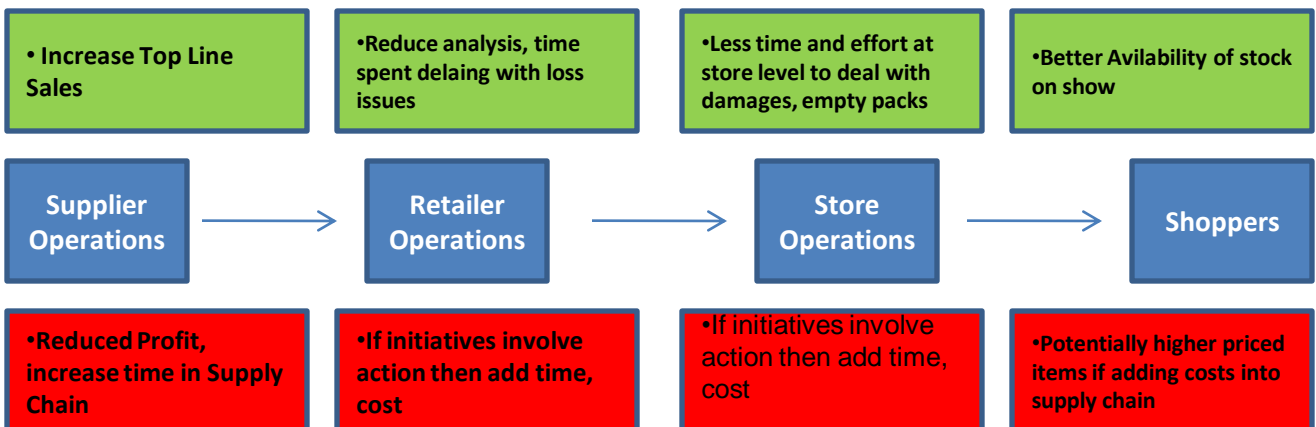 • Increase Top Line
Sales
•Reduce analysis, time
spent delaing with loss
issues
•Less time and effort at
store level to deal with
damages, empty packs
•Better Avilability of stock
on show
Supplier
Operations
Retailer
Operations
Store
Operations
Shoppers
•Reduced Profit,
increase time in Supply
Chain
•If initiatives involve
action then add time,
cost
•If initiatives involve
action then add time,
cost
•Potentially higher priced
items if adding costs into
supply chain